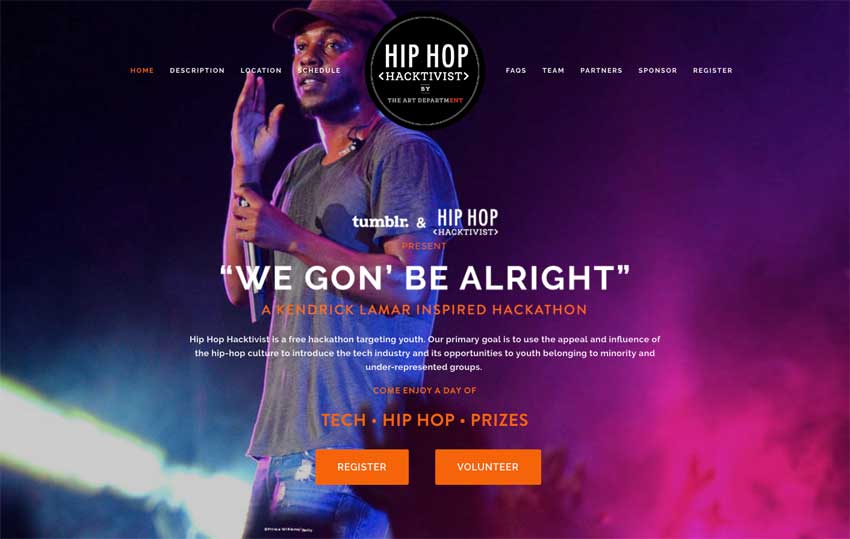 HOME DESCRIPTION LOCATION SCHEDULE
HIP HOP
<HACKTIVIST>
BY
THE ART DEPARTMENT
FAQS TEAM PARTNERS SPONSOR REGISTER
tumblr. & HIP HOP
<HACKTIVIST>
PRESENT
“WE GON’ BE ALRIGHT”
A KENDRICK LAMAR INSPIRED HACKATHON
Hip Hop Hacktivist is a free hackathon targeting youth. Our primary goal is to use the appeal and influence of
the hip-hop culture to introduce the tech industry and its opportunities to youth belonging to minority and
under-represented groups.
COME ENJOY A DAY OF
TECH • HIP HOP • PRIZES
REGISTER VOLUNTEER